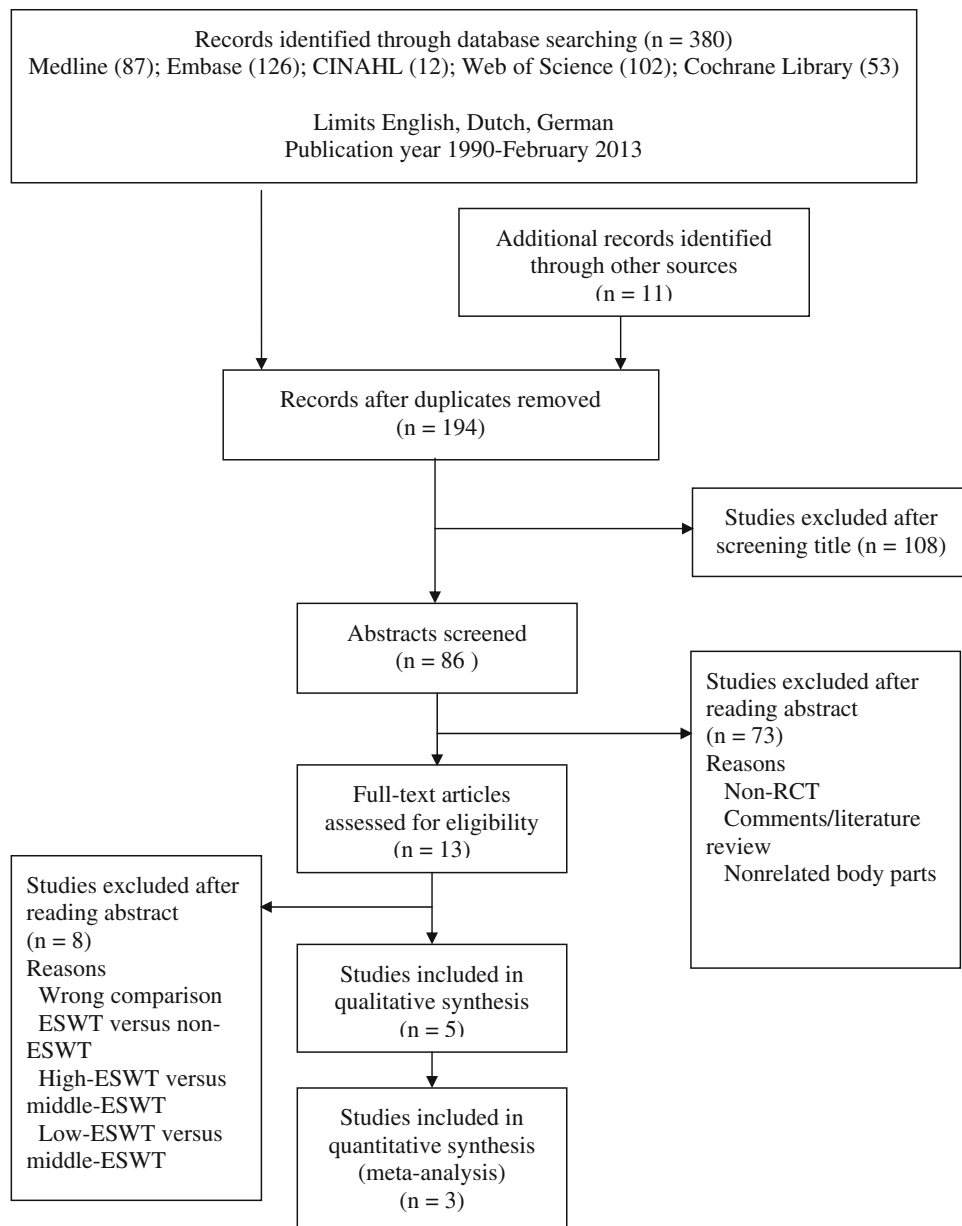 Records identified through database searching (n = 380)
Medline (87); Embase (126); CINAHL (12); Web of Science (102); Cochrane Library (53)
Limits English, Dutch, German
Publication year 1990-February 2013
Additional records identified
through other sources
(n = 11)
Records after duplicates removed
(n = 194)
Studies excluded after
screening title (n = 108)
Abstracts screened
(n = 86 )
Studies excluded after
reading abstract
(n = 73)
Reasons
Non-RCT
Comments/literature
review
Nonrelated body parts
Full-text articles
assessed for eligibility
(n = 13)
Studies excluded after
reading abstract
(n = 8)
Reasons
Wrong comparison
ESWT versus non-
ESWT
High-ESWT versus
middle-ESWT
Low-ESWT versus
middle-ESWT
Studies included in
qualitative synthesis
(n = 5)
Studies included in
quantitative synthesis
(meta-analysis)
(n = 3)